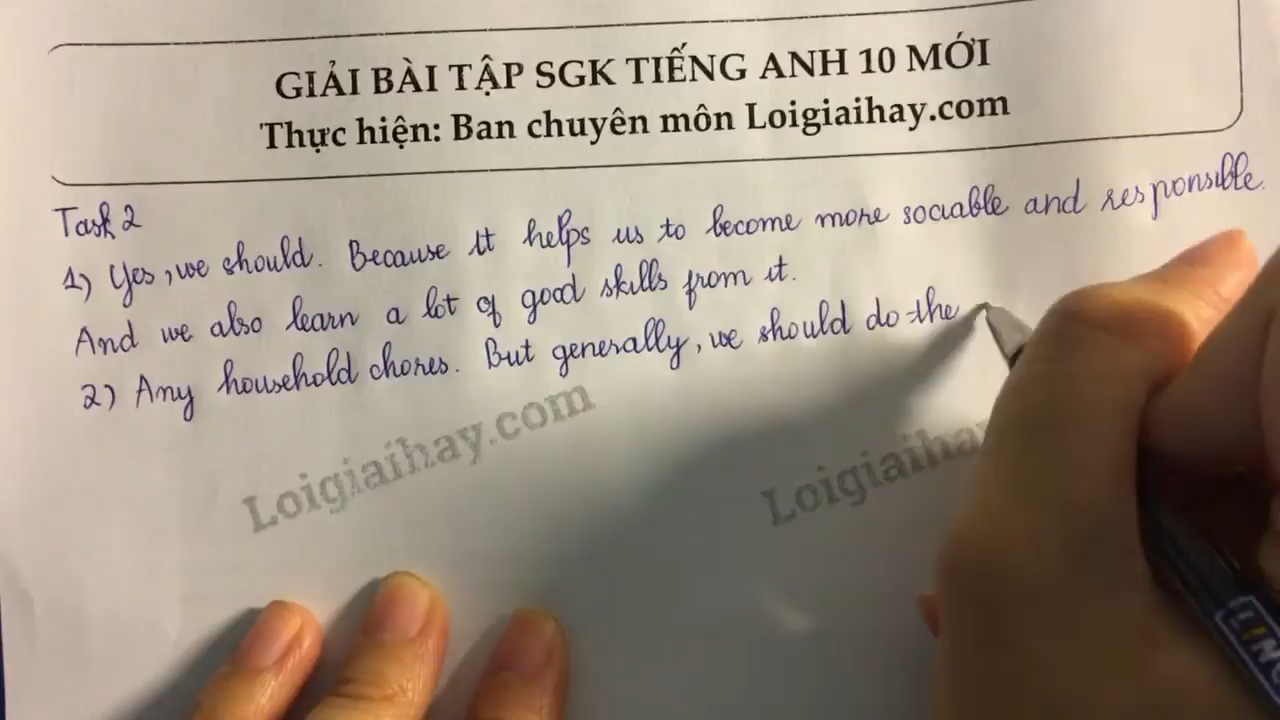 GIẢI BÀI TẬP SGK TIẾNG ANH 10 MỚI
Thực hiện: Ban chuyên môn Loigiaihay.com
Task 2
1) Yes, we should. Because it helps us to become more sociable and responsible.
And we also learn a lot of good skills from it.
2) Any household chores. But generally, we should do the
Loigiaihay.com
Loigiaiha